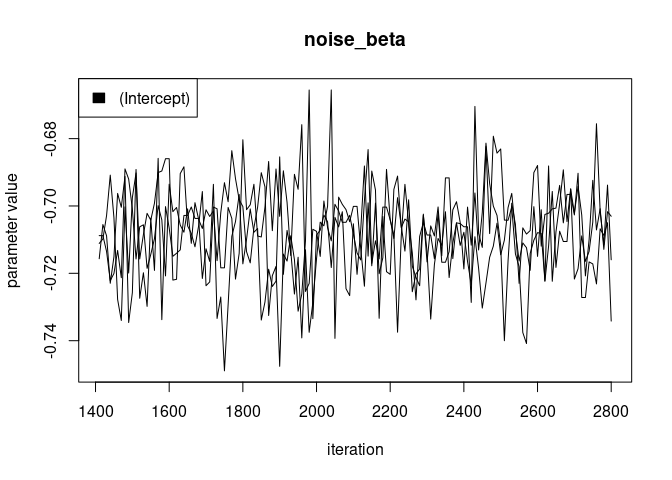 noise_beta
(Intercept)
parameter value
-0.68
-0.70
-0.72
-0.74
1400 1600 1800 2000 2200 2400 2600 2800
iteration